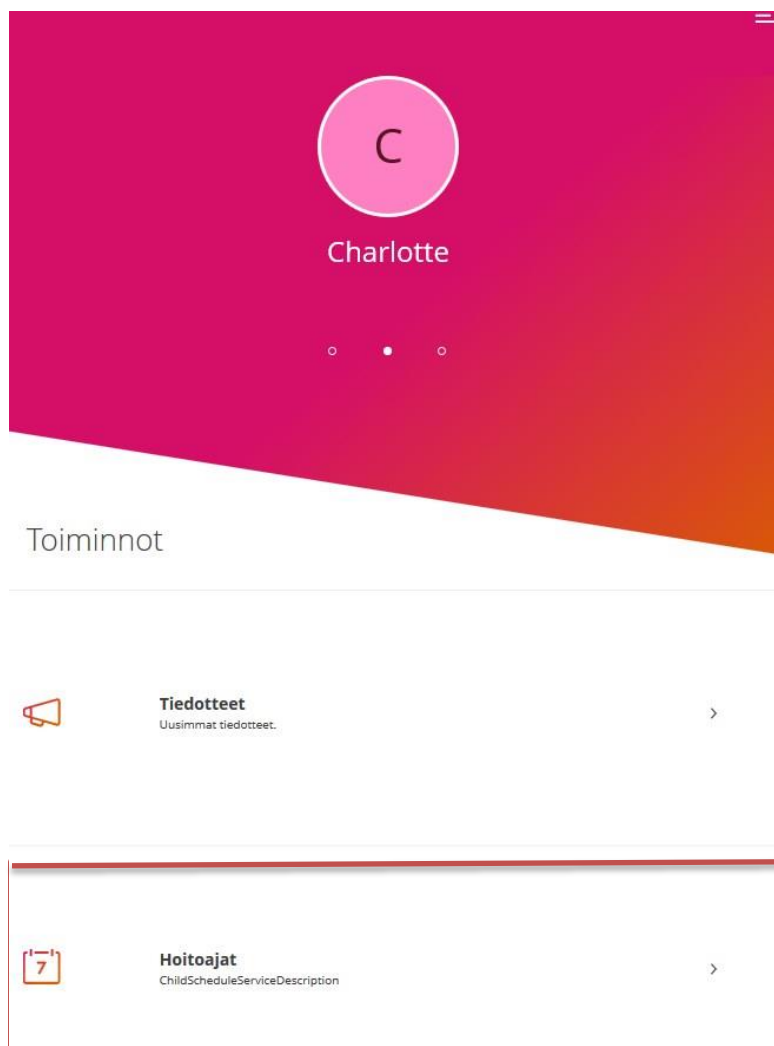 C
Charlotte
Toiminnot
Tiedotteet
Uusimmat tiedotteet.
7
Hoitoajat
ChildScheduleServiceDescription